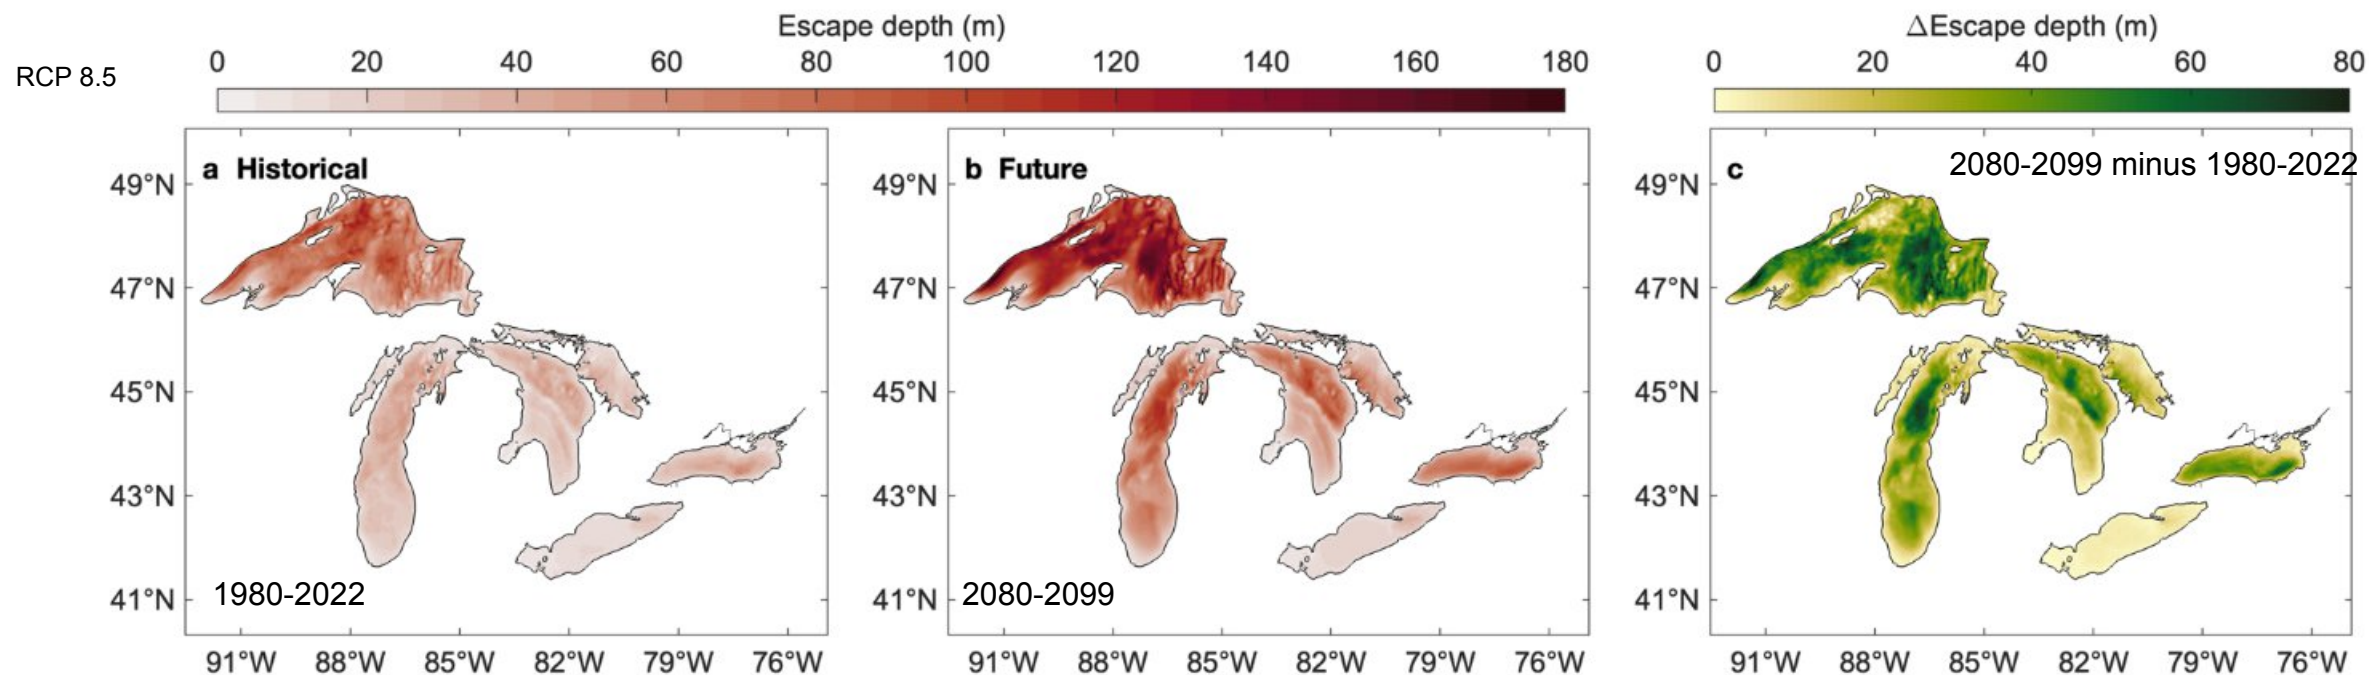 Escape depth (m)
ΔEscape depth (m)
0 20 40 60 80 100 120 140 160 180
0 20 40 60 80
RCP 8.5
a Historical
b Future
c 2080-2099 minus 1980-2022
49°N
47°N
45°N
43°N
41°N
49°N
47°N
45°N
43°N
41°N
49°N
47°N
45°N
43°N
41°N
1980-2022
2080-2099
91°W 88°W 85°W 82°W 79°W 76°W
91°W 88°W 85°W 82°W 79°W 76°W
91°W 88°W 85°W 82°W 79°W 76°W